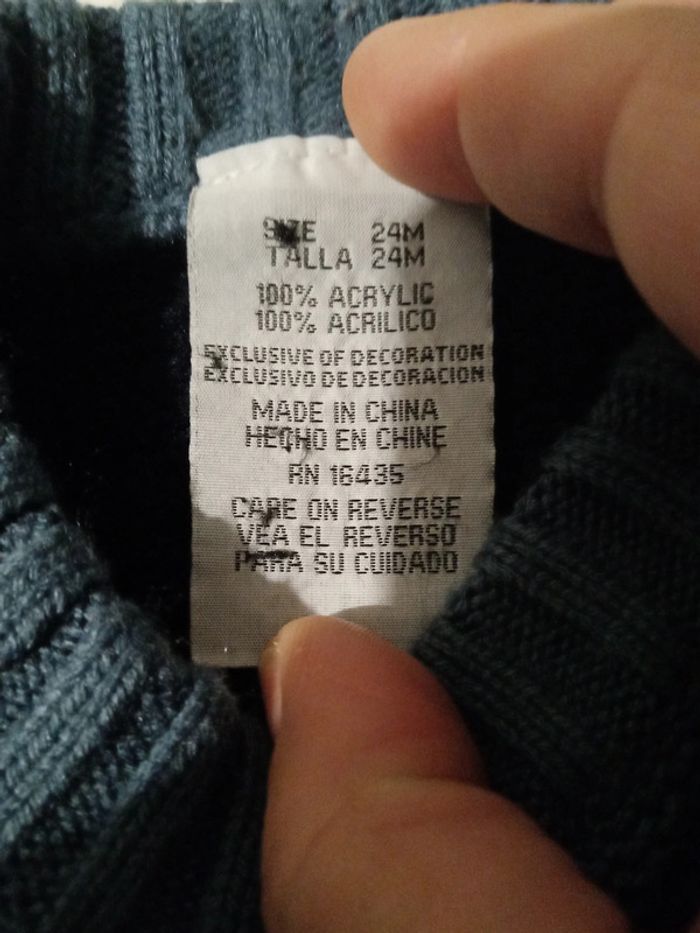 SIZE 24M
TALLA 24M
100% ACRYLIC
100% ACRILICO
EXCLUSIVE OF DECORATION
EXCLUSIVO DE DECORACION
MADE IN CHINA
HECHO EN CHINE
RN 16435
CARE ON REVERSE
VEA EL REVERSO
PARA SU CUIDADO